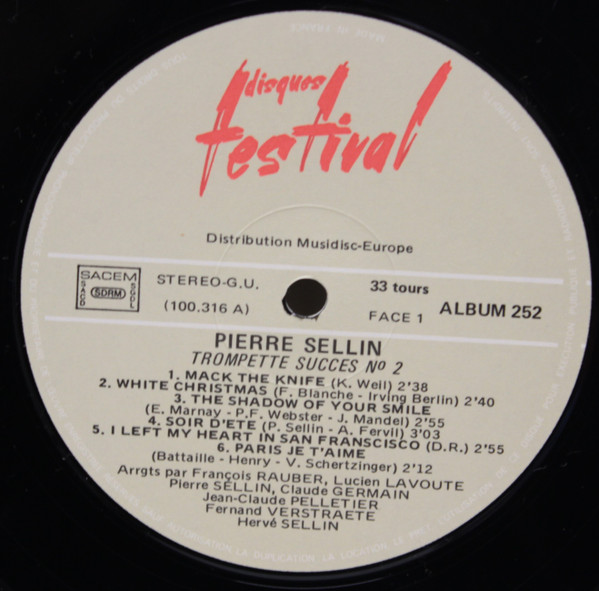 disques
festival
Distribution Musidisc-Europe
SACEM
SACD
SDRM
SGDL
STEREO-G.U.
(100.316 A)
33 tours
FACE 1
ALBUM 252
PIERRE SELLIN
TROMPETTE SUCCES Nº 2
1. MACK THE KNIFE (K. Weil) 2'38
2. WHITE CHRISTMAS (F. Blanche - Irving Berlin) 2'40
3. THE SHADOW OF YOUR SMILE
(E. Marnay - P.F. Webster - J. Mandel) 2'55
4. SOIR D'ETE (P. Sellin - A. Fervil) 3'03
5. I LEFT MY HEART IN SAN FRANSCISCO (D.R.) 2'55
6. PARIS JE T'AIME
(Battaille - Henry - V. Schertzinger) 2'12
Arrgts par François RAUBER, Lucien LAVOUTE
Pierre SELLIN, Claude GERMAIN
Jean-Claude PELLETIER
Fernand VERSTRAETE
Hervé SELLIN